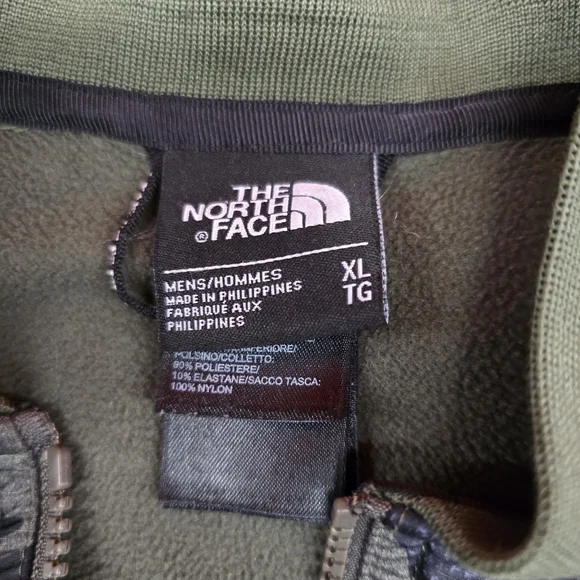 THE
NORTH
FACE
®
MENS/HOMMES
MADE IN PHILIPPINES
FABRIQUÉ AUX
PHILIPPINES
XL
TG
POLSINO/COLLETTO:
90% POLIESTERE/
10% ELASTANE/SACCO TASCA:
100% NYLON